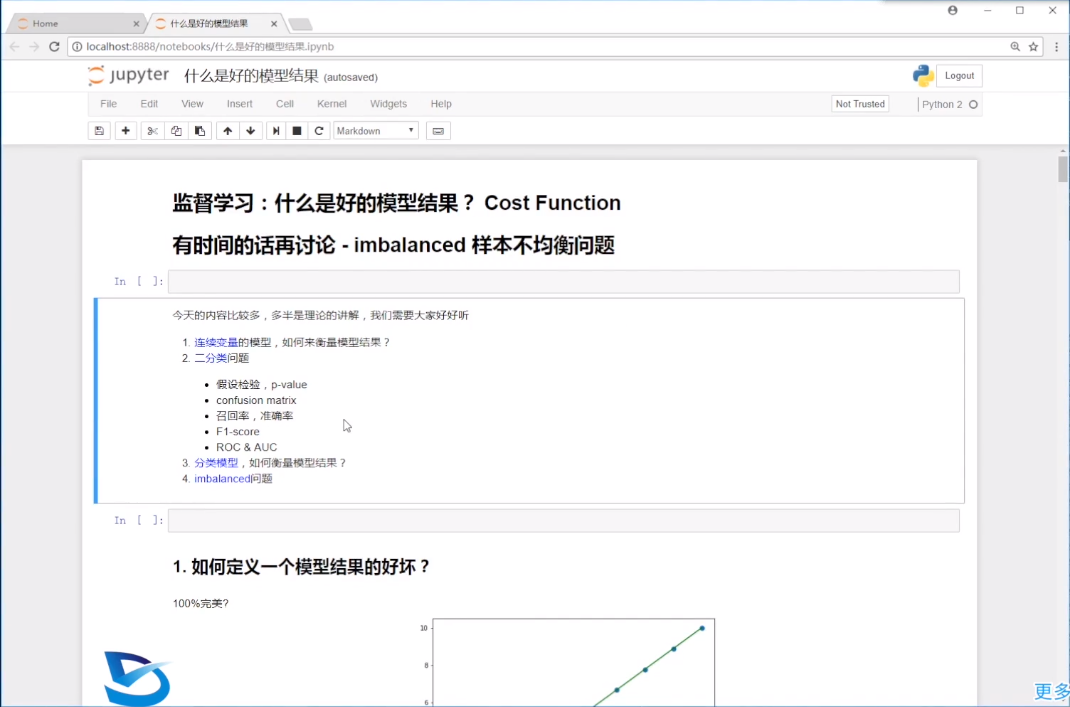 Home
什么是好的模型结果
localhost:8888/notebooks/什么是好的模型结果.ipynb
jupyter 什么是好的模型结果 (autosaved)
Logout
File Edit View Insert Cell Kernel Widgets Help
Not Trusted
Python 2
Markdown
监督学习：什么是好的模型结果？ Cost Function
有时间的话再讨论 - imbalanced 样本不均衡问题
In [ ]:
今天的内容比较多，多半是理论的讲解，我们需要大家好好听
1. 连续变量的模型，如何来衡量模型结果？
2. 二分类问题
假设检验，p-value
confusion matrix
召回率，准确率
F1-score
ROC & AUC
3. 分类模型，如何衡量模型结果？
4. imbalanced问题
In [ ]:
1. 如何定义一个模型结果的好坏？
100%完美?
10
8
6
更多